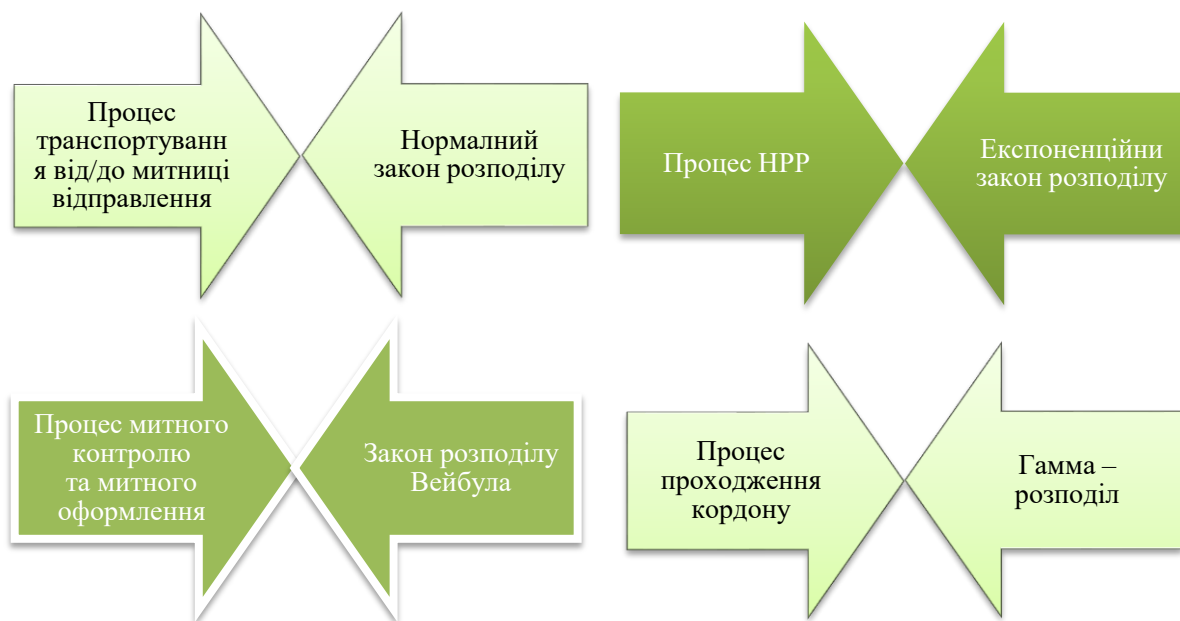 Процес
транспортуванн
я від/до митниці
відправлення
Нормалний
закон розподілу
Процес НРР
Експоненційни
закон розподілу
Процес митного
контролю
та митного
оформлення
Закон розподілу
Вейбула
Процес
проходження
кордону
Гамма –
розподіл